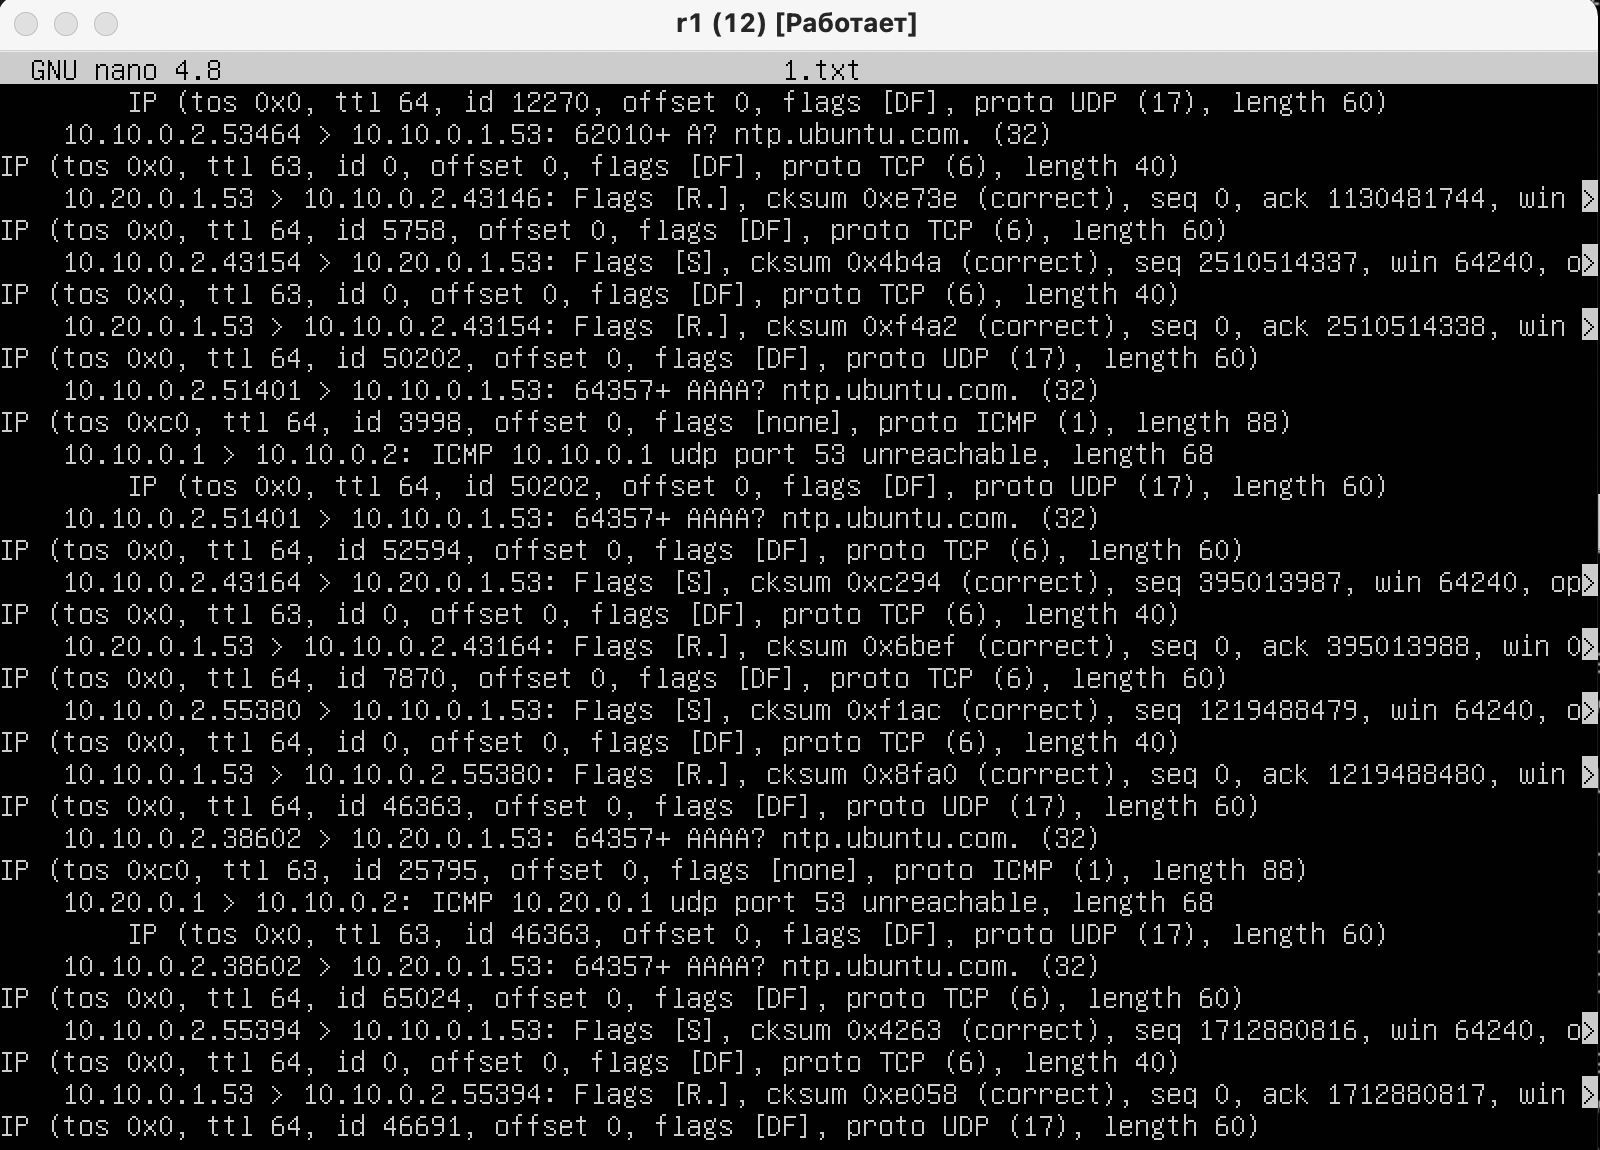 r1 (12) [Работает]
GNU nano 4.8 1.txt
IP (tos 0x0, ttl 64, id 12270, offset 0, flags [DF], proto UDP (17), length 60)
10.10.0.2.53464 > 10.10.0.1.53: 62010+ A? ntp.ubuntu.com. (32)
IP (tos 0x0, ttl 63, id 0, offset 0, flags [DF], proto TCP (6), length 40)
10.20.0.1.53 > 10.10.0.2.43146: Flags [R.], cksum 0xe73e (correct), seq 0, ack 1130481744, win >
IP (tos 0x0, ttl 64, id 5758, offset 0, flags [DF], proto TCP (6), length 60)
10.10.0.2.43154 > 10.20.0.1.53: Flags [S], cksum 0x4b4a (correct), seq 2510514337, win 64240, o>
IP (tos 0x0, ttl 63, id 0, offset 0, flags [DF], proto TCP (6), length 40)
10.20.0.1.53 > 10.10.0.2.43154: Flags [R.], cksum 0xf4a2 (correct), seq 0, ack 2510514338, win >
IP (tos 0x0, ttl 64, id 50202, offset 0, flags [DF], proto UDP (17), length 60)
10.10.0.2.51401 > 10.10.0.1.53: 64357+ AAAA? ntp.ubuntu.com. (32)
IP (tos 0xc0, ttl 64, id 3998, offset 0, flags [none], proto ICMP (1), length 88)
10.10.0.1 > 10.10.0.2: ICMP 10.10.0.1 udp port 53 unreachable, length 68
IP (tos 0x0, ttl 64, id 50202, offset 0, flags [DF], proto UDP (17), length 60)
10.10.0.2.51401 > 10.10.0.1.53: 64357+ AAAA? ntp.ubuntu.com. (32)
IP (tos 0x0, ttl 64, id 52594, offset 0, flags [DF], proto TCP (6), length 60)
10.10.0.2.43164 > 10.20.0.1.53: Flags [S], cksum 0xc294 (correct), seq 395013987, win 64240, op>
IP (tos 0x0, ttl 63, id 0, offset 0, flags [DF], proto TCP (6), length 40)
10.20.0.1.53 > 10.10.0.2.43164: Flags [R.], cksum 0x6bef (correct), seq 0, ack 395013988, win 0>
IP (tos 0x0, ttl 64, id 7870, offset 0, flags [DF], proto TCP (6), length 60)
10.10.0.2.55380 > 10.10.0.1.53: Flags [S], cksum 0xf1ac (correct), seq 1219488479, win 64240, o>
IP (tos 0x0, ttl 64, id 0, offset 0, flags [DF], proto TCP (6), length 40)
10.10.0.1.53 > 10.10.0.2.55380: Flags [R.], cksum 0x8fa0 (correct), seq 0, ack 1219488480, win >
IP (tos 0x0, ttl 64, id 46363, offset 0, flags [DF], proto UDP (17), length 60)
10.10.0.2.38602 > 10.20.0.1.53: 64357+ AAAA? ntp.ubuntu.com. (32)
IP (tos 0xc0, ttl 63, id 25795, offset 0, flags [none], proto ICMP (1), length 88)
10.20.0.1 > 10.10.0.2: ICMP 10.20.0.1 udp port 53 unreachable, length 68
IP (tos 0x0, ttl 63, id 46363, offset 0, flags [DF], proto UDP (17), length 60)
10.10.0.2.38602 > 10.20.0.1.53: 64357+ AAAA? ntp.ubuntu.com. (32)
IP (tos 0x0, ttl 64, id 65024, offset 0, flags [DF], proto TCP (6), length 60)
10.10.0.2.55394 > 10.10.0.1.53: Flags [S], cksum 0x4263 (correct), seq 1712880816, win 64240, o>
IP (tos 0x0, ttl 64, id 0, offset 0, flags [DF], proto TCP (6), length 40)
10.10.0.1.53 > 10.10.0.2.55394: Flags [R.], cksum 0xe058 (correct), seq 0, ack 1712880817, win >
IP (tos 0x0, ttl 64, id 46691, offset 0, flags [DF], proto UDP (17), length 60)